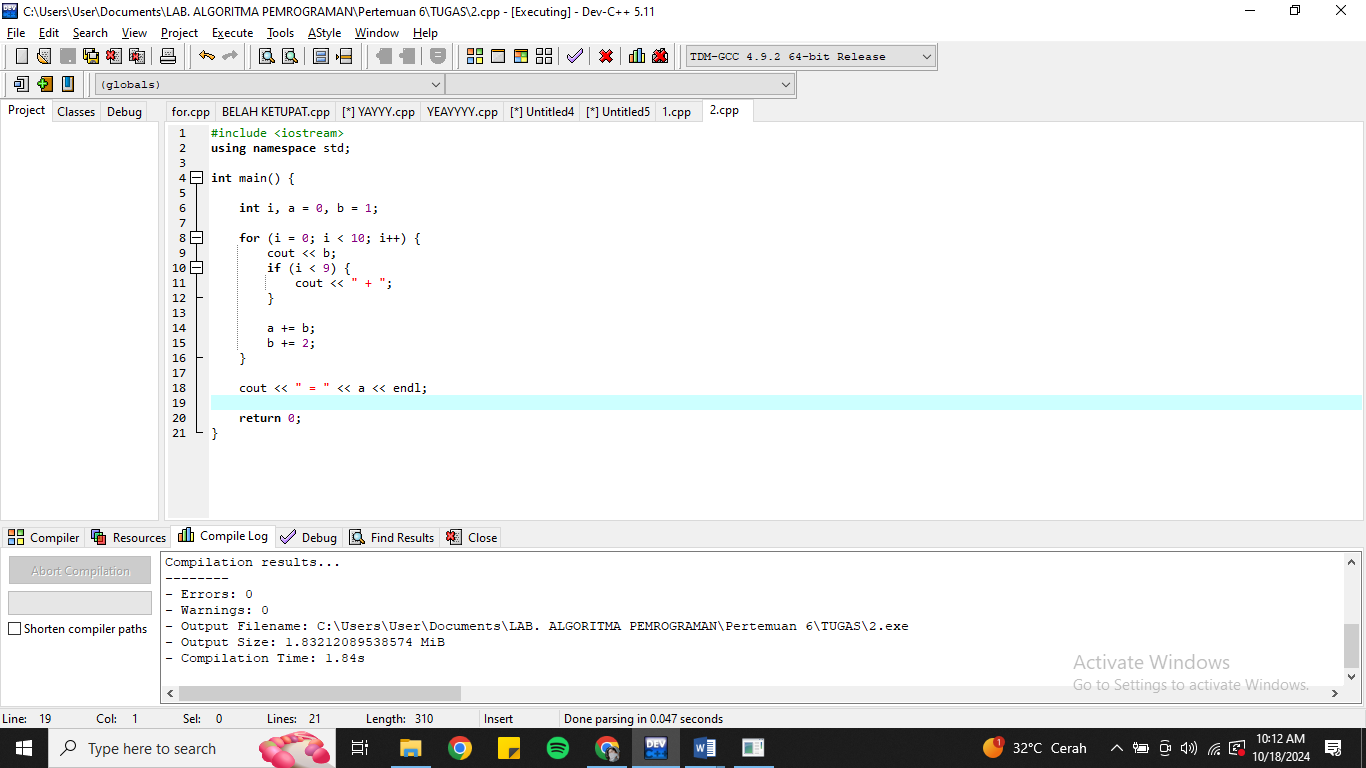 C:\Users\User\Documents\LAB. ALGORITMA PEMROGRAMAN\Pertemuan 6\TUGAS\2.cpp - [Executing] - Dev-C++ 5.11
File Edit Search View Project Execute Tools AStyle Window Help
TDM-GCC 4.9.2 64-bit Release
(globals)
Project Classes Debug for.cpp BELAH KETUPAT.cpp [*] YAYYY.cpp YEAYYYY.cpp [*] Untitled4 [*] Untitled5 1.cpp 2.cpp
1 #include <iostream>
2 using namespace std;
3
4 int main() {
5
6 int i, a = 0, b = 1;
7
8 for (i = 0; i < 10; i++) {
9 cout << b;
10 if (i < 9) {
11 cout << " + ";
12 }
13
14 a += b;
15 b += 2;
16 }
17
18 cout << " = " << a << endl;
19
20 return 0;
21 }
Compiler Resources Compile Log Debug Find Results Close
Abort Compilation
Shorten compiler paths
Compilation results...
--------
- Errors: 0
- Warnings: 0
- Output Filename: C:\Users\User\Documents\LAB. ALGORITMA PEMROGRAMAN\Pertemuan 6\TUGAS\2.exe
- Output Size: 1.83212089538574 MiB
- Compilation Time: 1.84s
Activate Windows
Go to Settings to activate Windows.
Line: 19 Col: 1 Sel: 0 Lines: 21 Length: 310 Insert Done parsing in 0.047 seconds
Type here to search
DEV
1
32°C Cerah
10:12 AM
10/18/2024